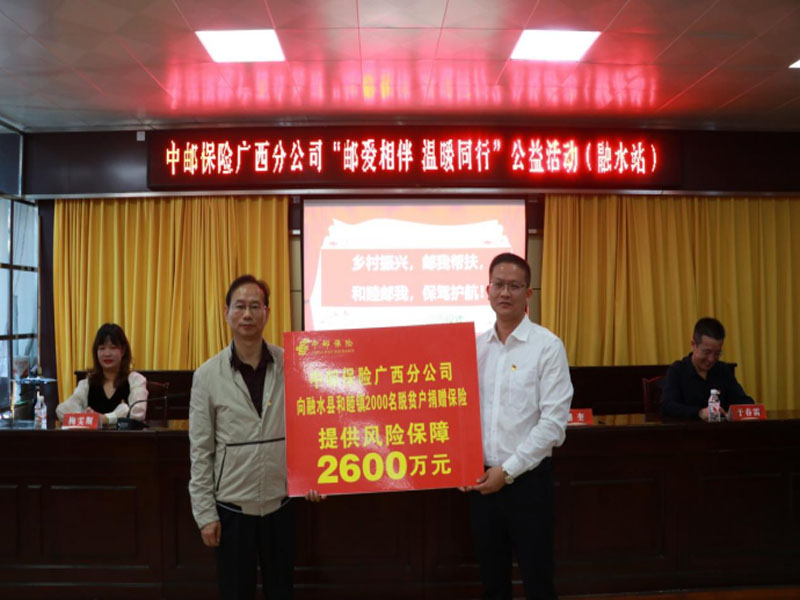 中邮保险广西分公司“邮爱相伴 温暖同行”公益活动（融水站）
乡村振兴，邮我帮扶，
和睦邮我，保驾护航！
中邮保险
中邮保险广西分公司
向融水县和睦镇2000名脱贫户捐赠保险
提供风险保障
2600万元
于春雷